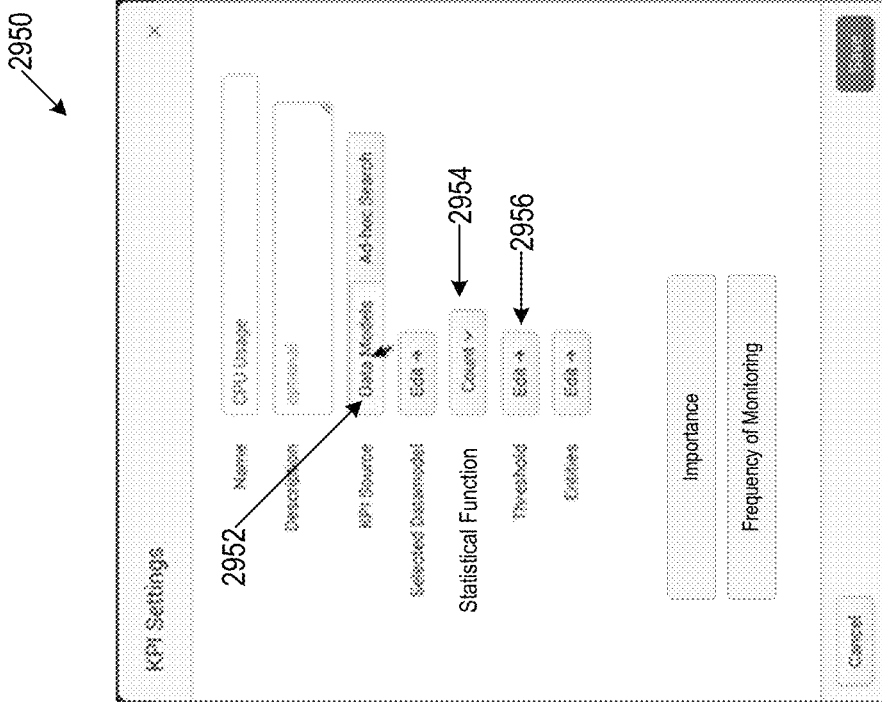 2950
KPI Settings ×
Name CPU Usage
Description optional
2952
KPI Source Data Models Ad-hoc Search
Selected Datamodel Edit →
2954
Statistical Function Count ˅
2956
Threshold Edit →
Entities Edit →
Importance
Frequency of Monitoring
Cancel